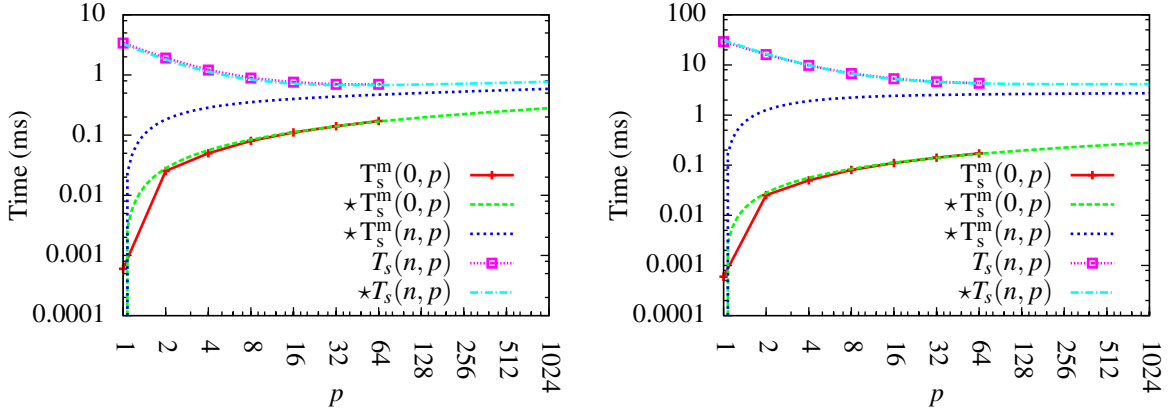 10
1
0.1
0.01
0.001
0.0001
Time (ms)
T_s^m(0, p)
⋆T_s^m(0, p)
⋆T_s^m(n, p)
T_s(n, p)
⋆T_s(n, p)
1 2 4 8 16 32 64 128 256 512 1024
p
100
10
1
0.1
0.01
0.001
0.0001
Time (ms)
T_s^m(0, p)
⋆T_s^m(0, p)
⋆T_s^m(n, p)
T_s(n, p)
⋆T_s(n, p)
1 2 4 8 16 32 64 128 256 512 1024
p